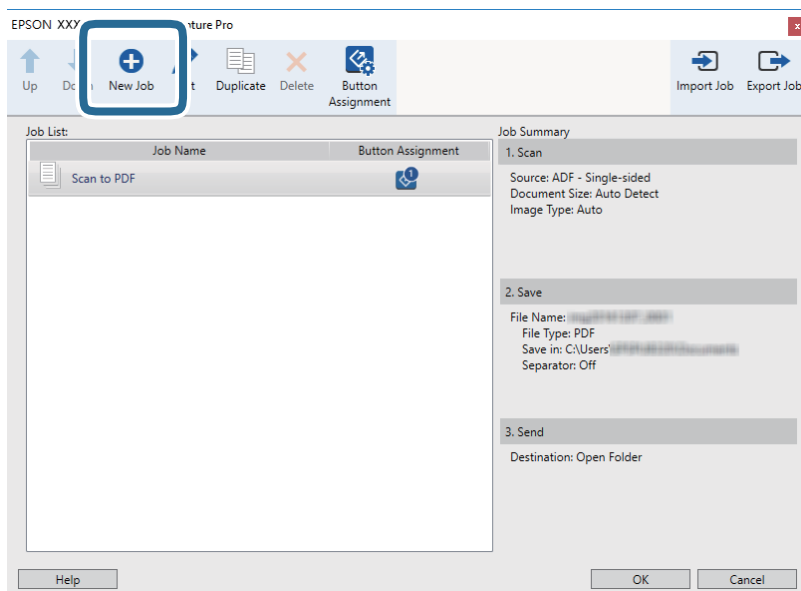 EPSON XXX ture Pro
Up
New Job
Duplicate
Delete
Button
Assignment
Import Job
Export Job
Job List:
Job Name
Button Assignment
Scan to PDF
1
Job Summary
1. Scan
Source: ADF - Single-sided
Document Size: Auto Detect
Image Type: Auto
2. Save
File Name:
File Type: PDF
Save in: C:\Users\
Separator: Off
3. Send
Destination: Open Folder
Help
OK
Cancel